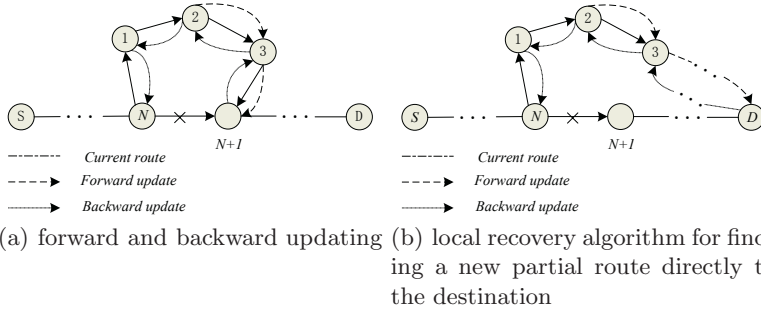 2
1
3
S
· · ·
N
· · ·
D
N+1
Current route
Forward update
Backward update
(a) forward and backward updating
2
1
3
S
· · ·
N
· · ·
D
N+1
Current route
Forward update
Backward update
(b) local recovery algorithm for find
ing a new partial route directly t
the destination